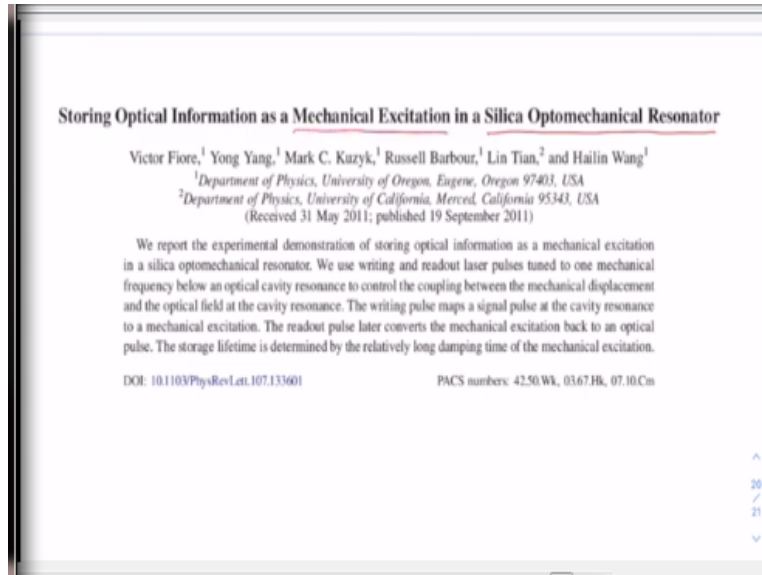 Storing Optical Information as a Mechanical Excitation in a Silica Optomechanical Resonator
Victor Fiore,1 Yong Yang,1 Mark C. Kuzyk,1 Russell Barbour,1 Lin Tian,2 and Hailin Wang1
1Department of Physics, University of Oregon, Eugene, Oregon 97403, USA
2Department of Physics, University of California, Merced, California 95343, USA
(Received 31 May 2011; published 19 September 2011)
We report the experimental demonstration of storing optical information as a mechanical excitation
in a silica optomechanical resonator. We use writing and readout laser pulses tuned to one mechanical
frequency below an optical cavity resonance to control the coupling between the mechanical displacement
and the optical field at the cavity resonance. The writing pulse maps a signal pulse at the cavity resonance
to a mechanical excitation. The readout pulse later converts the mechanical excitation back to an optical
pulse. The storage lifetime is determined by the relatively long damping time of the mechanical excitation.
DOI: 10.1103/PhysRevLett.107.133601 PACS numbers: 42.50.Wk, 03.67.Hk, 07.10.Cm
20
/
21